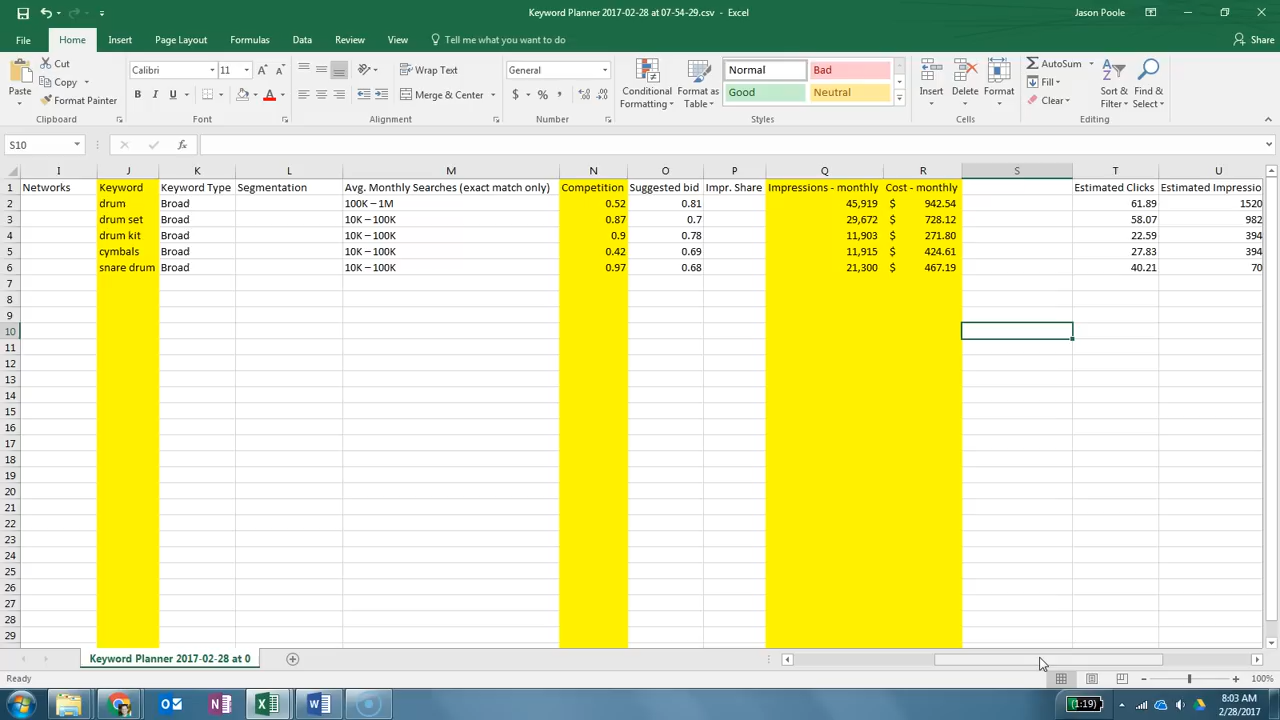 Keyword Planner 2017-02-28 at 07-54-29.csv - Excel
Jason Poole
File Home Insert Page Layout Formulas Data Review View Tell me what you want to do Share
Paste
Cut
Copy
Format Painter
Clipboard
Calibri 11
B I U A
Font
Wrap Text
Merge & Center
Alignment
General
$ % ,
Number
Conditional Formatting
Format as Table
Normal Bad
Good Neutral
Styles
Insert Delete Format
Cells
AutoSum
Fill
Clear
Sort & Filter
Find & Select
Editing
S10 fx
I J K L M N O P Q R S T U
1 Networks Keyword Keyword Type Segmentation Avg. Monthly Searches (exact match only) Competition Suggested bid Impr. Share Impressions - monthly Cost - monthly Estimated Clicks Estimated Impressio
2 drum Broad 100K – 1M 0.52 0.81 45,919 $ 942.54 61.89 1520
3 drum set Broad 10K – 100K 0.87 0.7 29,672 $ 728.12 58.07 982
4 drum kit Broad 10K – 100K 0.9 0.78 11,903 $ 271.80 22.59 394
5 cymbals Broad 10K – 100K 0.42 0.69 11,915 $ 424.61 27.83 394
6 snare drum Broad 10K – 100K 0.97 0.68 21,300 $ 467.19 40.21 70
7
8
9
10
11
12
13
14
15
16
17
18
19
20
21
22
23
24
25
26
27
28
29
Keyword Planner 2017-02-28 at 0
Ready 100%
(1:19)
8:03 AM
2/28/2017